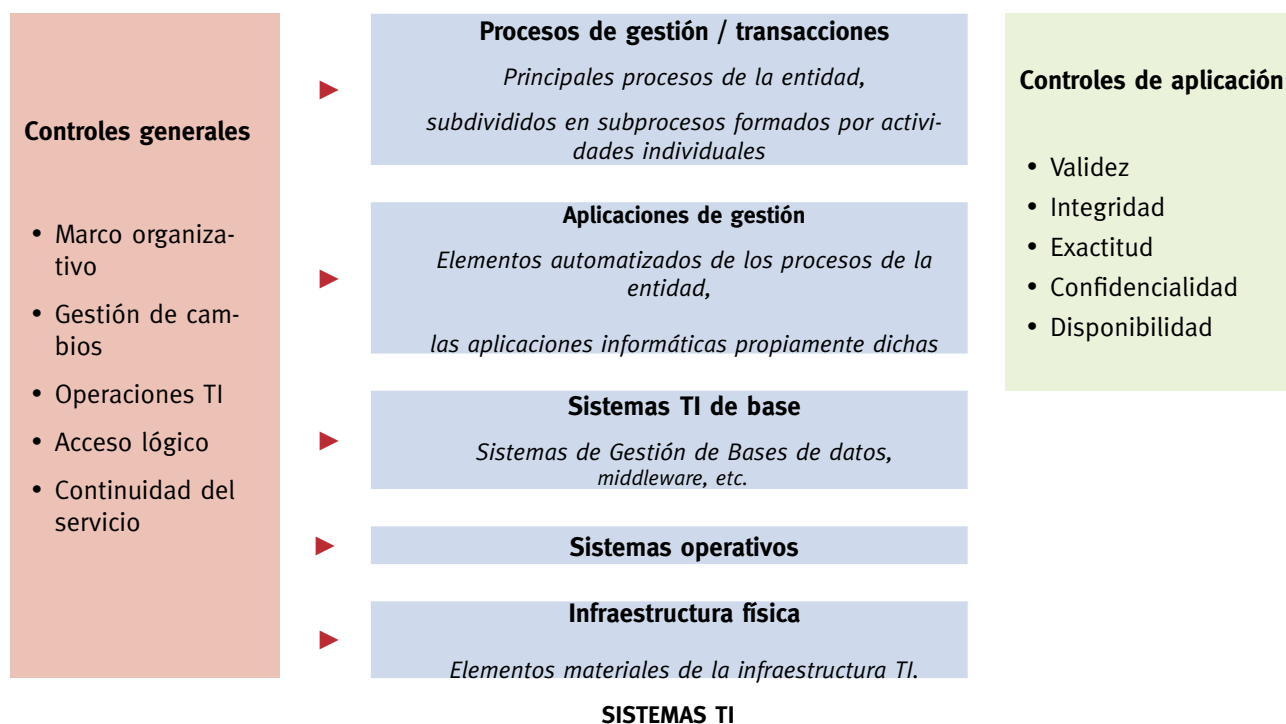 Controles generales
• Marco organiza-
tivo
• Gestión de cam-
bios
• Operaciones TI
• Acceso lógico
• Continuidad del
servicio
Procesos de gestión / transacciones
Principales procesos de la entidad,
subdivididos en subprocesos formados por activi-
dades individuales
Aplicaciones de gestión
Elementos automatizados de los procesos de la
entidad,
las aplicaciones informáticas propiamente dichas
Sistemas TI de base
Sistemas de Gestión de Bases de datos,
middleware, etc.
Sistemas operativos
Infraestructura física
Elementos materiales de la infraestructura TI.
SISTEMAS TI
Controles de aplicación
• Validez
• Integridad
• Exactitud
• Confidencialidad
• Disponibilidad